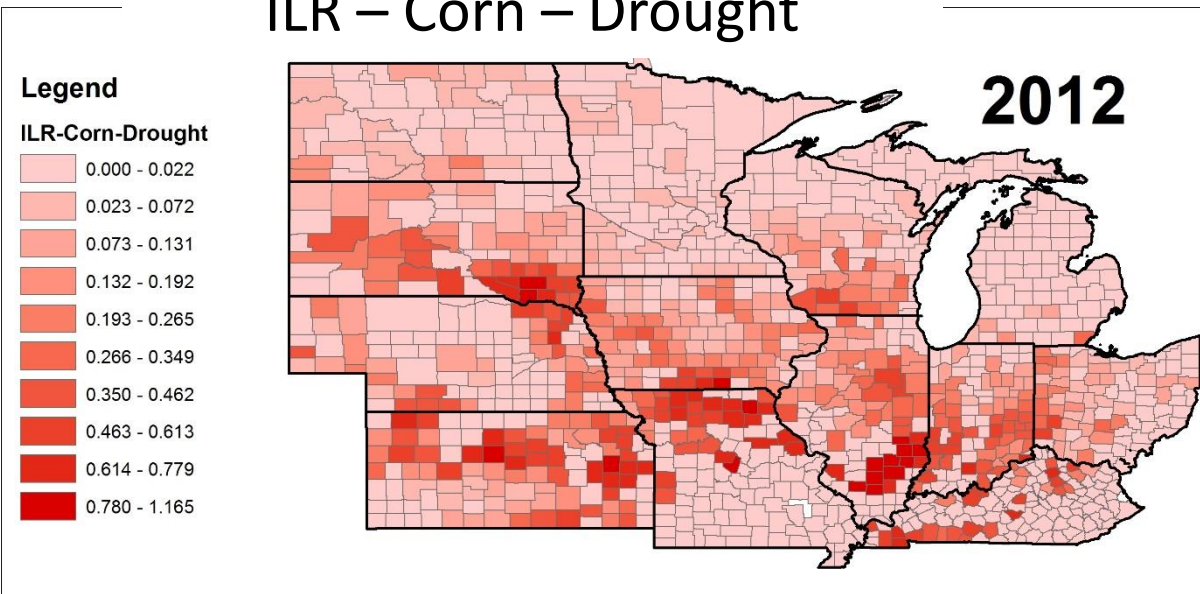 ILR – Corn – Drought
2012
Legend
ILR-Corn-Drought
0.000 - 0.022
0.023 - 0.072
0.073 - 0.131
0.132 - 0.192
0.193 - 0.265
0.266 - 0.349
0.350 - 0.462
0.463 - 0.613
0.614 - 0.779
0.780 - 1.165